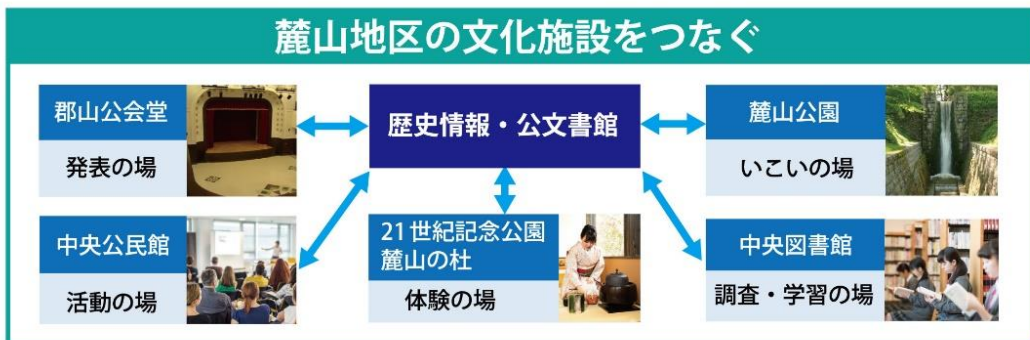 麓山地区の文化施設をつなぐ
郡山公会堂
発表の場
歴史情報・公文書館
麓山公園
いこいの場
中央公民館
活動の場
21世紀記念公園
麓山の杜
体験の場
中央図書館
調査・学習の場